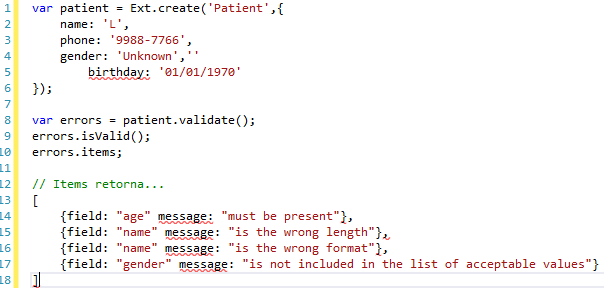 1 var patient = Ext.create('Patient',{
2 name: 'L',
3 phone: '9988-7766',
4 gender: 'Unknown',''
5 birthday: '01/01/1970'
6 });
7
8 var errors = patient.validate();
9 errors.isValid();
10 errors.items;
11
12 // Items retorna...
13 [
14 {field: "age" message: "must be present"},
15 {field: "name" message: "is the wrong length"},
16 {field: "name" message: "is the wrong format"},
17 {field: "gender" message: "is not included in the list of acceptable values"}
18 ]